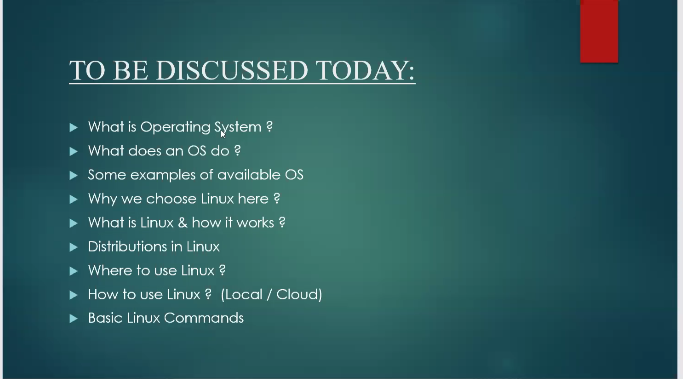 TO BE DISCUSSED TODAY:
What is Operating System ?
What does an OS do ?
Some examples of available OS
Why we choose Linux here ?
What is Linux & how it works ?
Distributions in Linux
Where to use Linux ?
How to use Linux ? (Local / Cloud)
Basic Linux Commands